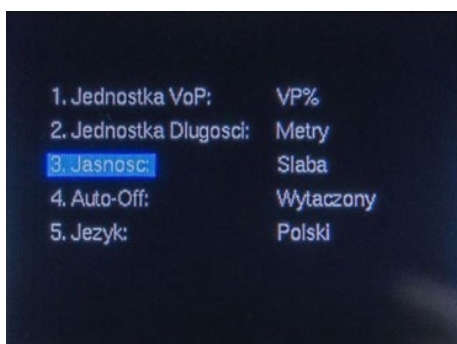 1. Jednostka VoP: VP%
2. Jednostka Dlugosci: Metry
3. Jasnosc: Slaba
4. Auto-Off: Wytaczony
5. Jezyk: Polski